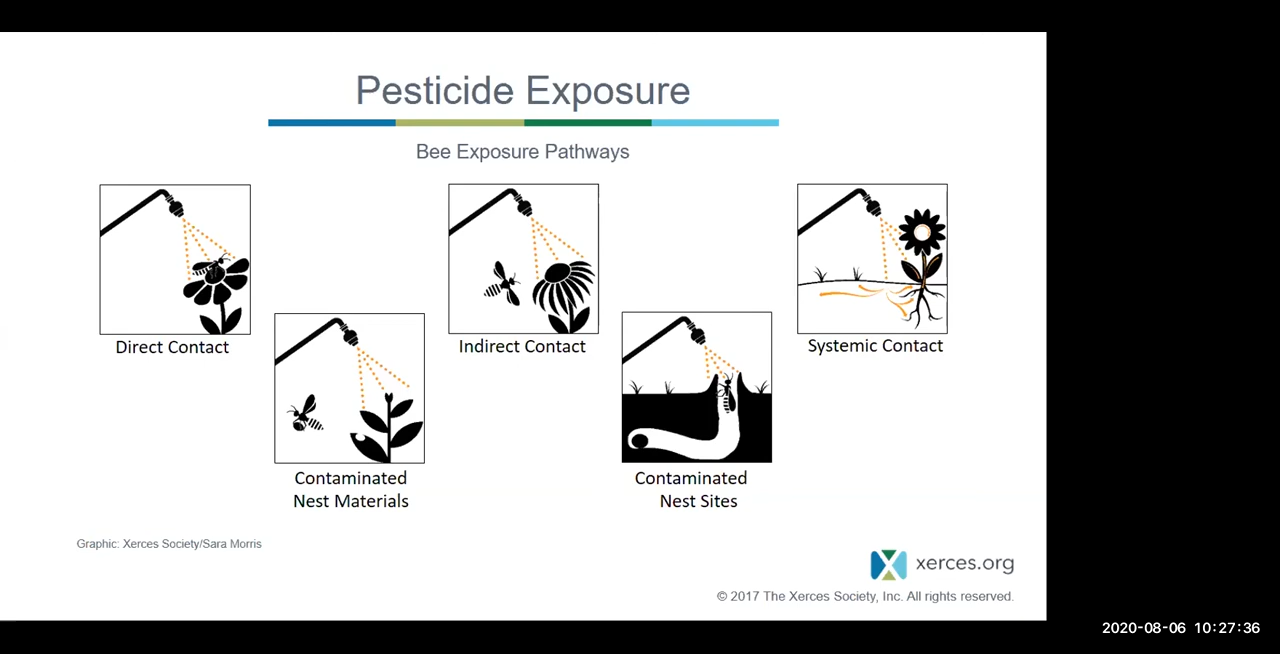 Pesticide Exposure
Bee Exposure Pathways
Direct Contact
Indirect Contact
Systemic Contact
Contaminated
Nest Materials
Contaminated
Nest Sites
Graphic: Xerces Society/Sara Morris
xerces.org
© 2017 The Xerces Society, Inc. All rights reserved.
2020-08-06 10:27:36